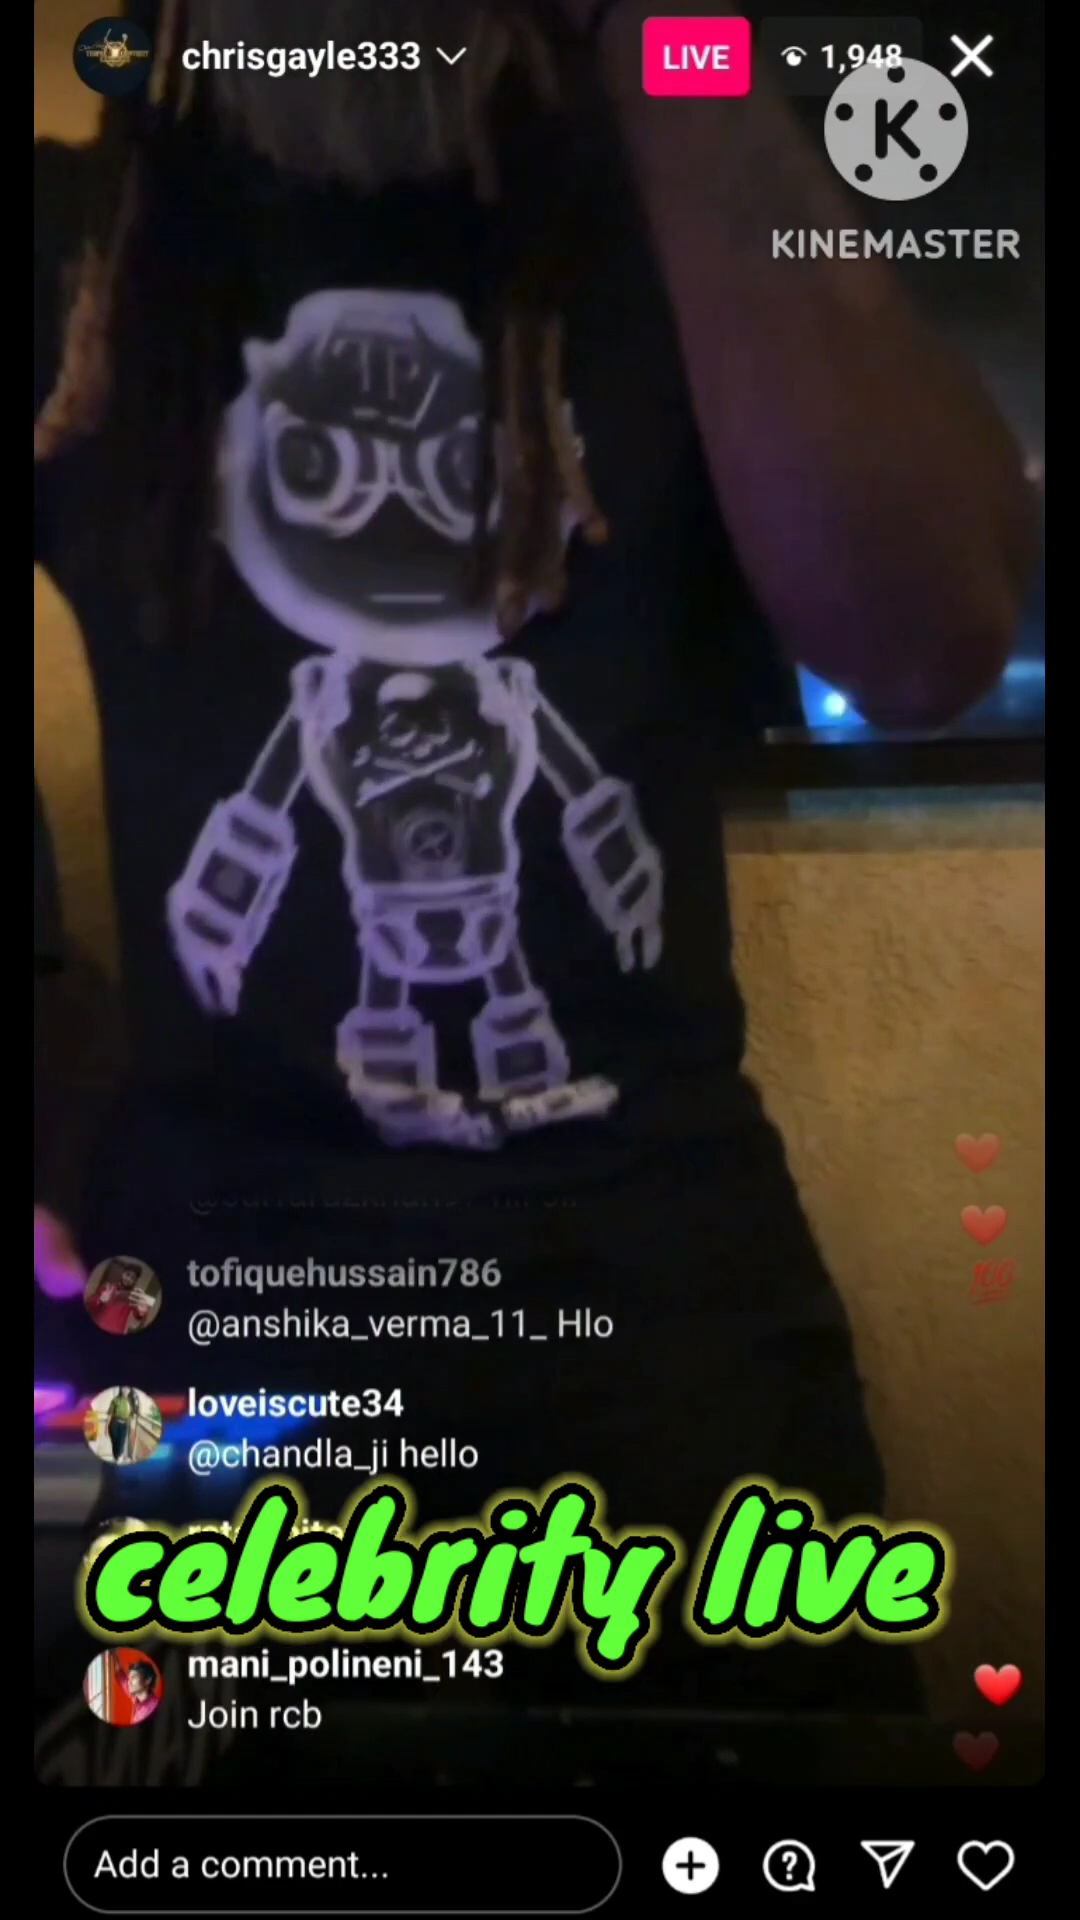 chrisgayle333
LIVE
1,948
K
KINEMASTER
tofiquehussain786
@anshika_verma_11_ Hlo
loveiscute34
@chandla_ji hello
celebrity live
mani_polineni_143
Join rcb
Add a comment...